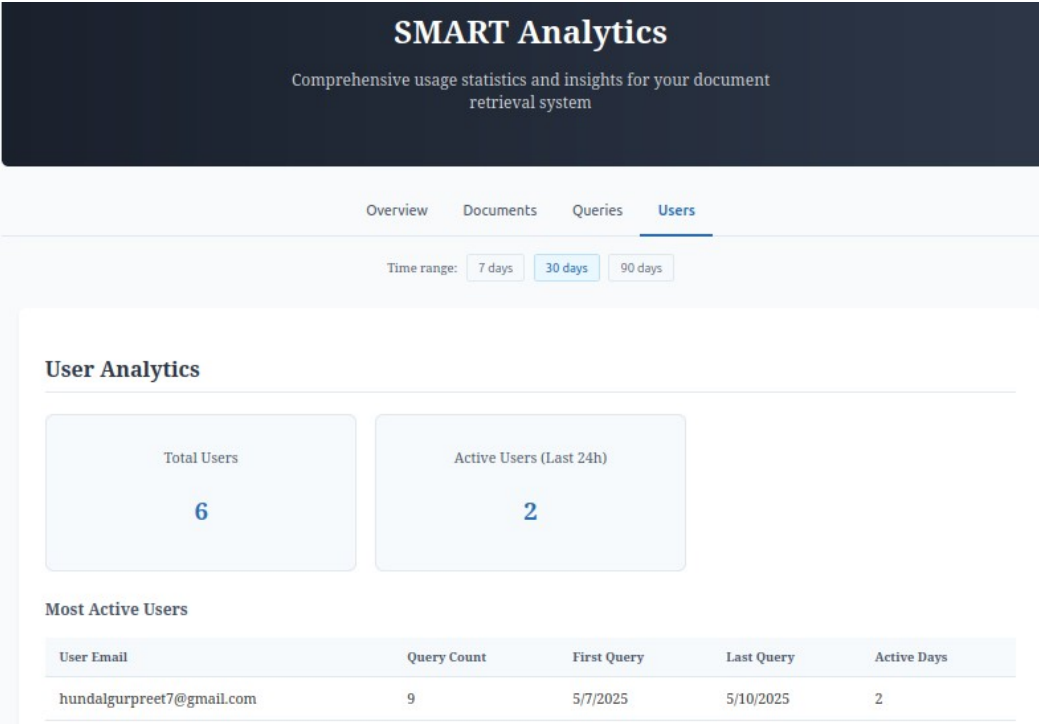 SMART Analytics
Comprehensive usage statistics and insights for your document
retrieval system
Overview Documents Queries Users
Time range: 7 days 30 days 90 days
User Analytics
Total Users Active Users (Last 24h)
6 2
Most Active Users
User Email Query Count First Query Last Query Active Days
hundalgurpreet7@gmail.com 9 5/7/2025 5/10/2025 2